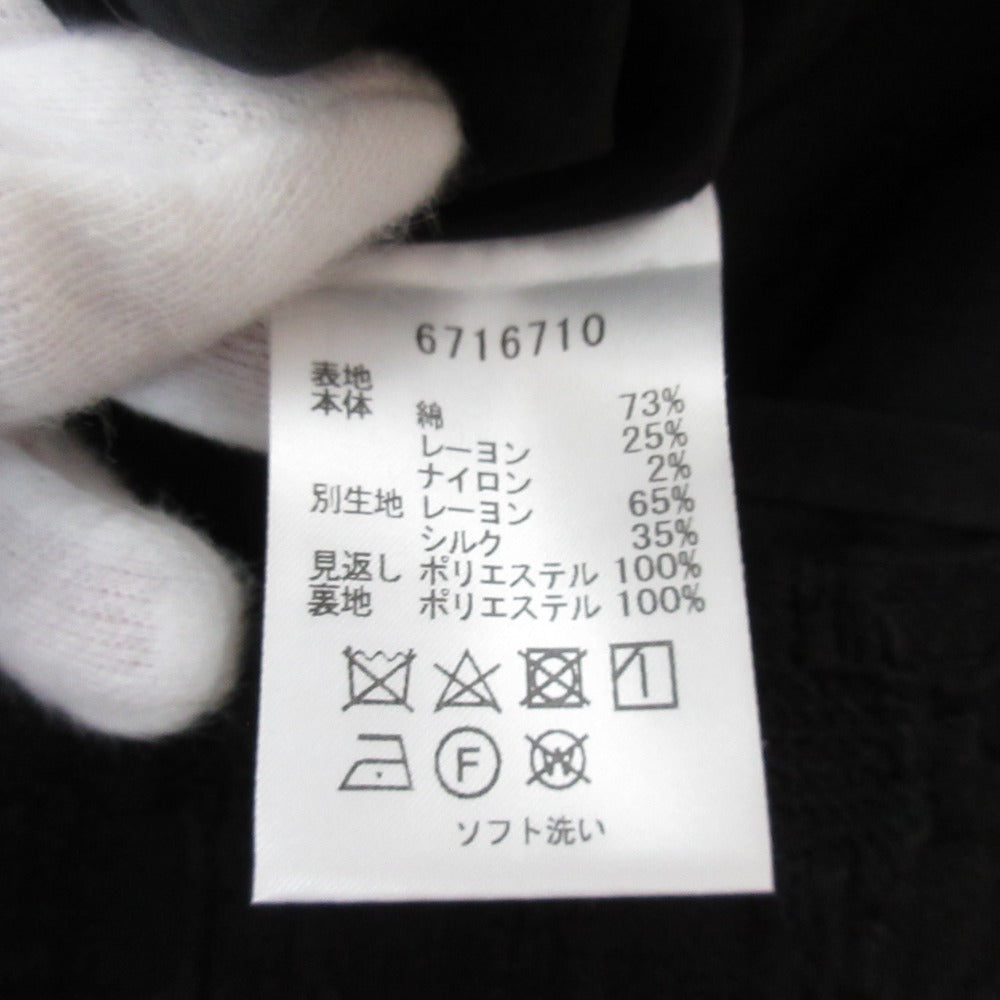 6716710
表地
本体 綿 73%
レーヨン 25%
ナイロン 2%
別生地 レーヨン 65%
シルク 35%
見返し ポリエステル 100%
裏地 ポリエステル 100%
F W
ソフト洗い